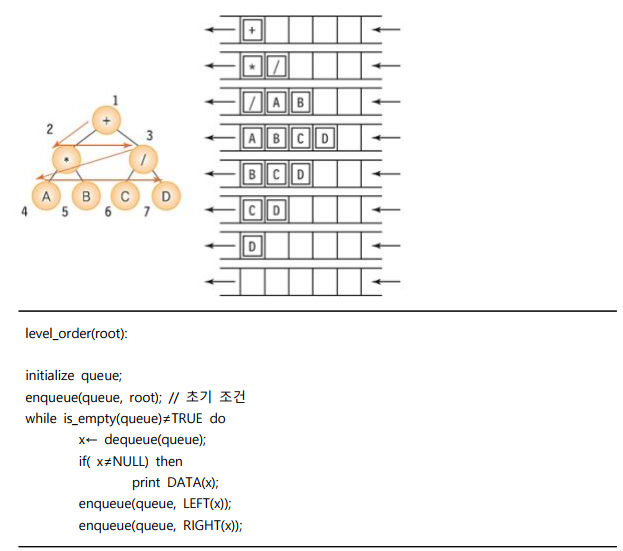 1
+
2
3
*
/
A
B
C
D
4
5
6
7
+
* /
/ A B
A B C D
B C D
C D
D
level_order(root):
initialize queue;
enqueue(queue, root); // 초기 조건
while is_empty(queue)≠TRUE do
x← dequeue(queue);
if( x≠NULL) then
print DATA(x);
enqueue(queue, LEFT(x));
enqueue(queue, RIGHT(x));